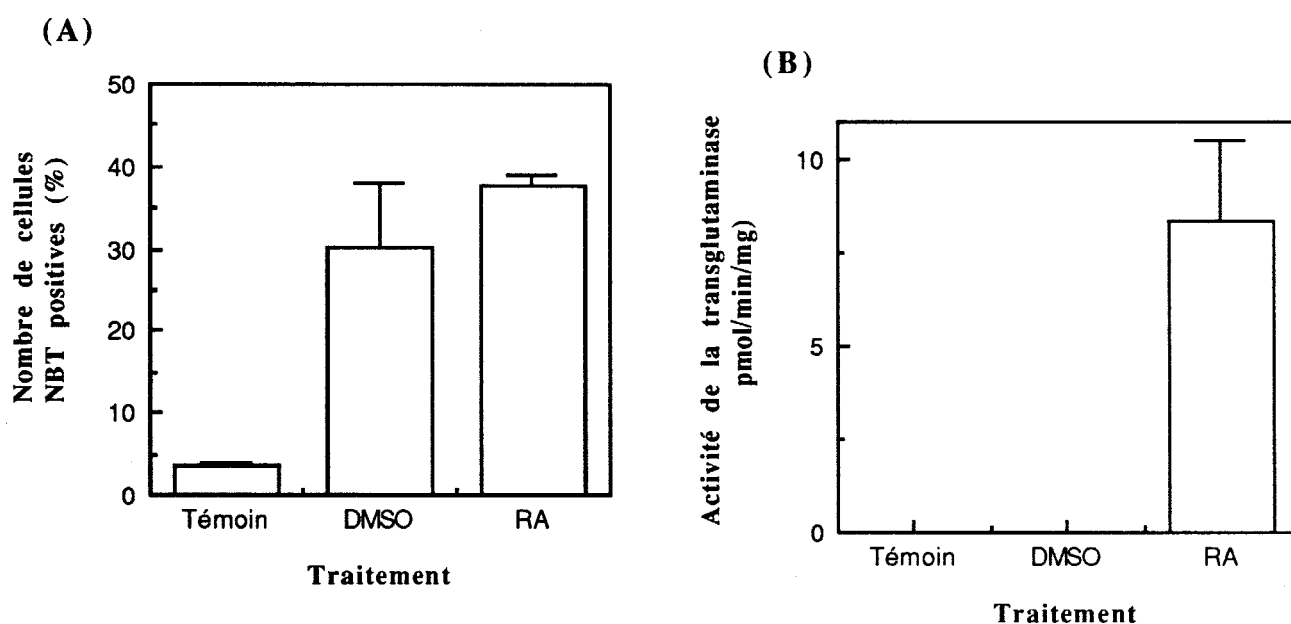 (A)
Nombre de cellules
NBT positives (%)
50
40
30
20
10
0
Témoin DMSO RA
Traitement
(B)
Activité de la transglutaminase
pmol/min/mg)
10
5
0
Témoin DMSO RA
Traitement